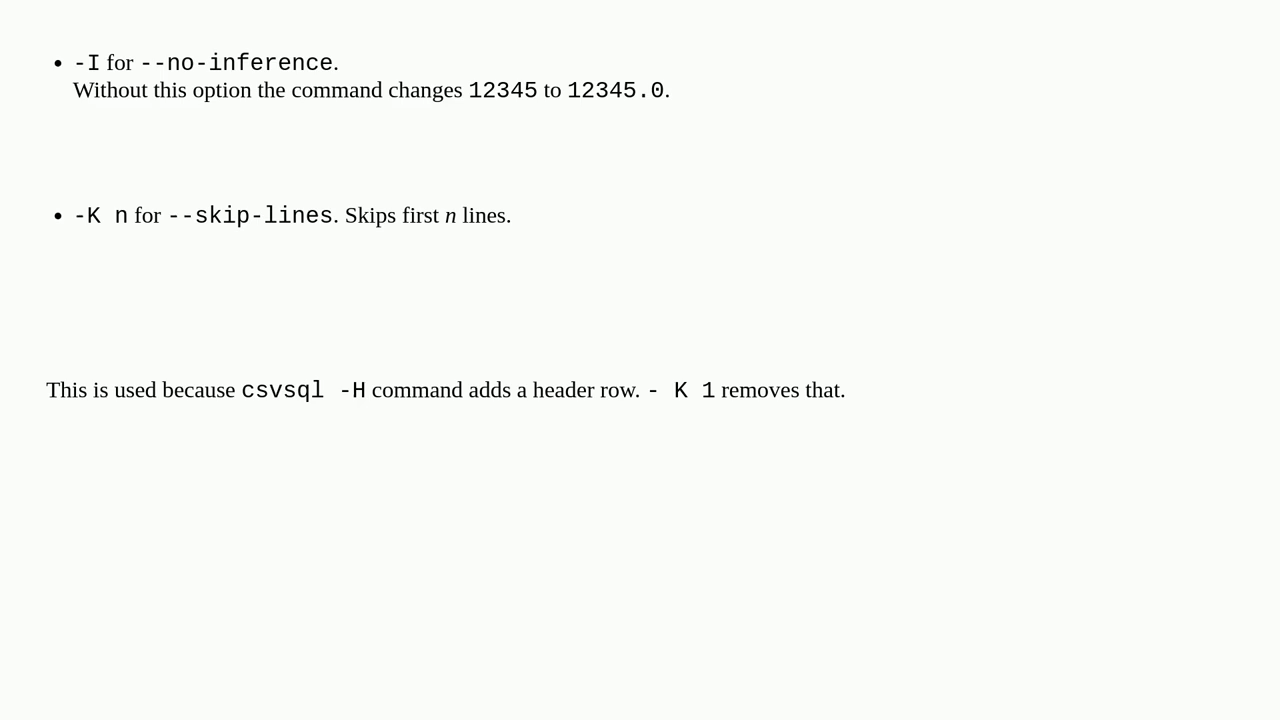 • -I for --no-inference.
Without this option the command changes 12345 to 12345.0.
• -K n for --skip-lines. Skips first n lines.
This is used because csvsql -H command adds a header row. - K 1 removes that.